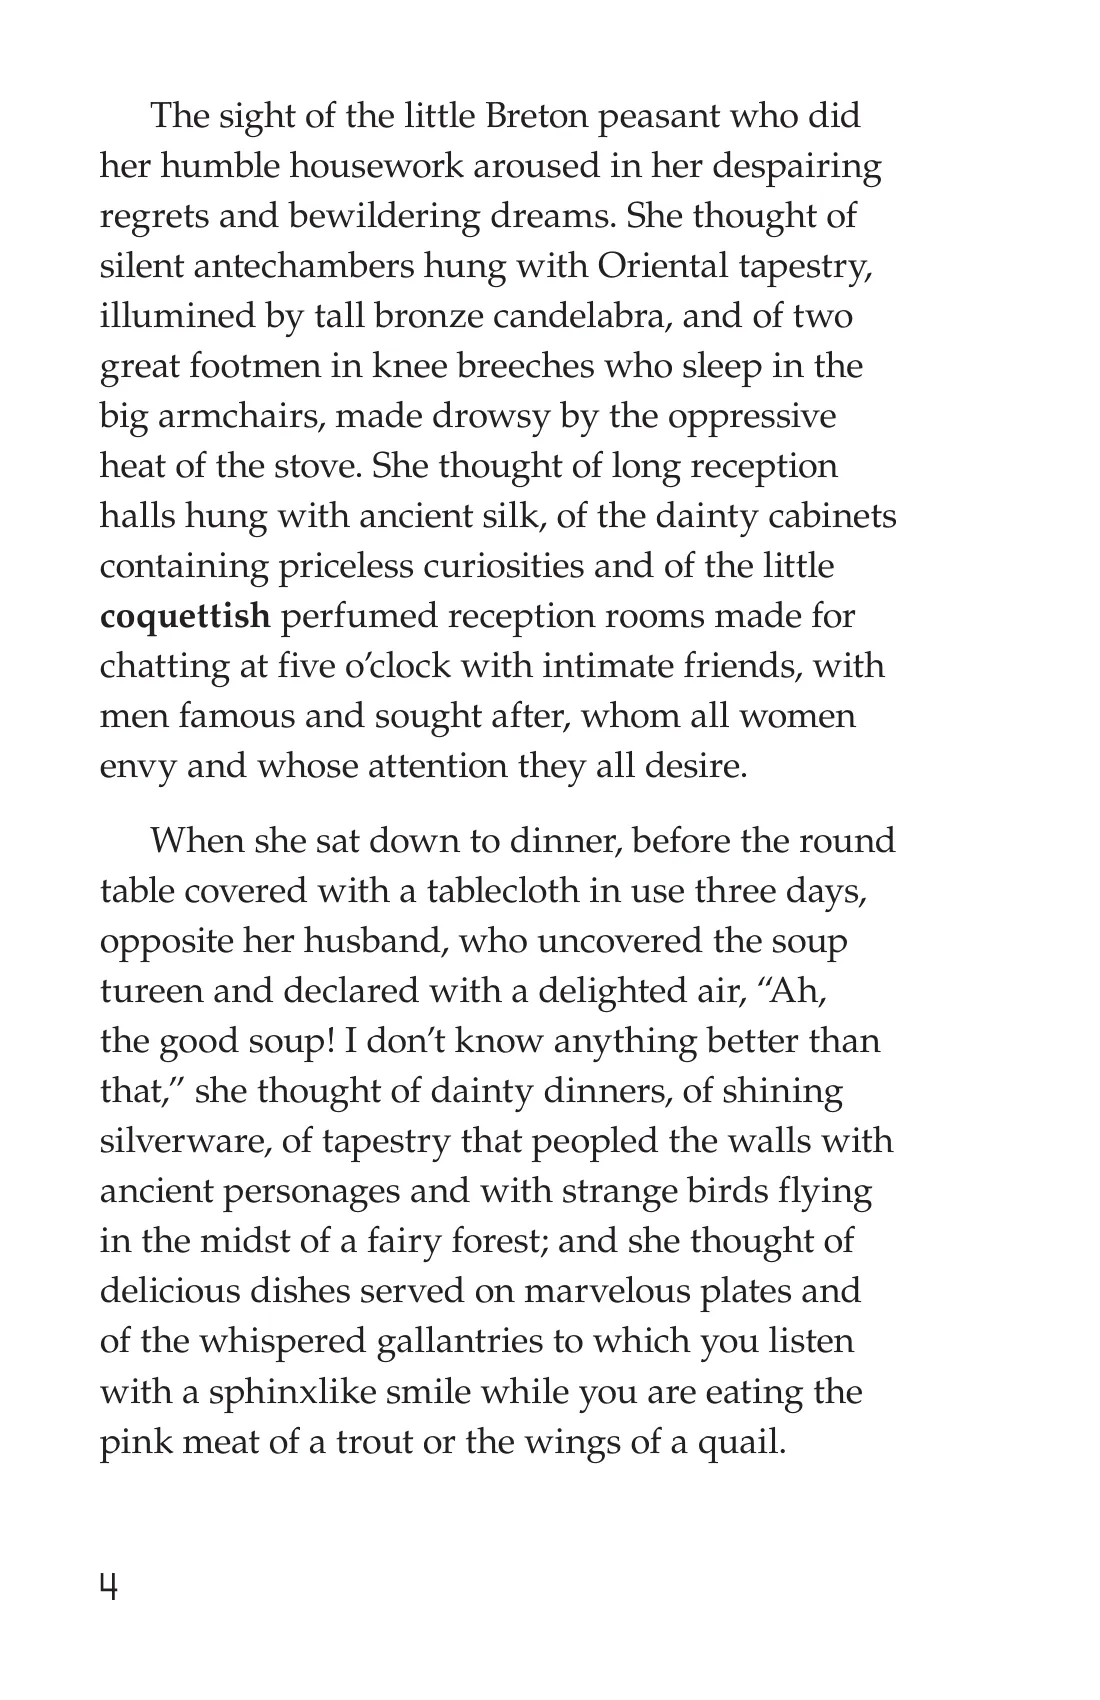 The sight of the little Breton peasant who did
her humble housework aroused in her despairing
regrets and bewildering dreams. She thought of
silent antechambers hung with Oriental tapestry,
illumined by tall bronze candelabra, and of two
great footmen in knee breeches who sleep in the
big armchairs, made drowsy by the oppressive
heat of the stove. She thought of long reception
halls hung with ancient silk, of the dainty cabinets
containing priceless curiosities and of the little
coquettish perfumed reception rooms made for
chatting at five o’clock with intimate friends, with
men famous and sought after, whom all women
envy and whose attention they all desire.
When she sat down to dinner, before the round
table covered with a tablecloth in use three days,
opposite her husband, who uncovered the soup
tureen and declared with a delighted air, “Ah,
the good soup! I don’t know anything better than
that,” she thought of dainty dinners, of shining
silverware, of tapestry that peopled the walls with
ancient personages and with strange birds flying
in the midst of a fairy forest; and she thought of
delicious dishes served on marvelous plates and
of the whispered gallantries to which you listen
with a sphinxlike smile while you are eating the
pink meat of a trout or the wings of a quail.
4